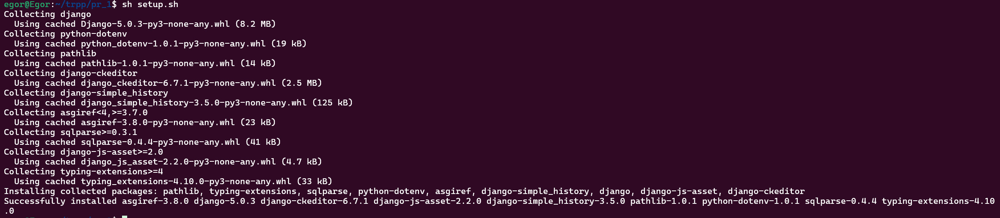 egor@Egor:~/trpp/pr_1$ sh setup.sh
Collecting django
  Using cached Django-5.0.3-py3-none-any.whl (8.2 MB)
Collecting python-dotenv
  Using cached python_dotenv-1.0.1-py3-none-any.whl (19 kB)
Collecting pathlib
  Using cached pathlib-1.0.1-py3-none-any.whl (14 kB)
Collecting django-ckeditor
  Using cached django_ckeditor-6.7.1-py3-none-any.whl (2.5 MB)
Collecting django-simple_history
  Using cached django_simple_history-3.5.0-py3-none-any.whl (125 kB)
Collecting asgiref<4,>=3.7.0
  Using cached asgiref-3.8.0-py3-none-any.whl (23 kB)
Collecting sqlparse>=0.3.1
  Using cached sqlparse-0.4.4-py3-none-any.whl (41 kB)
Collecting django-js-asset>=2.0
  Using cached django_js_asset-2.2.0-py3-none-any.whl (4.7 kB)
Collecting typing-extensions>=4
  Using cached typing_extensions-4.10.0-py3-none-any.whl (33 kB)
Installing collected packages: pathlib, typing-extensions, sqlparse, python-dotenv, asgiref, django-simple_history, django, django-js-asset, django-ckeditor
Successfully installed asgiref-3.8.0 django-5.0.3 django-ckeditor-6.7.1 django-js-asset-2.2.0 django-simple_history-3.5.0 pathlib-1.0.1 python-dotenv-1.0.1 sqlparse-0.4.4 typing-extensions-4.10
.0